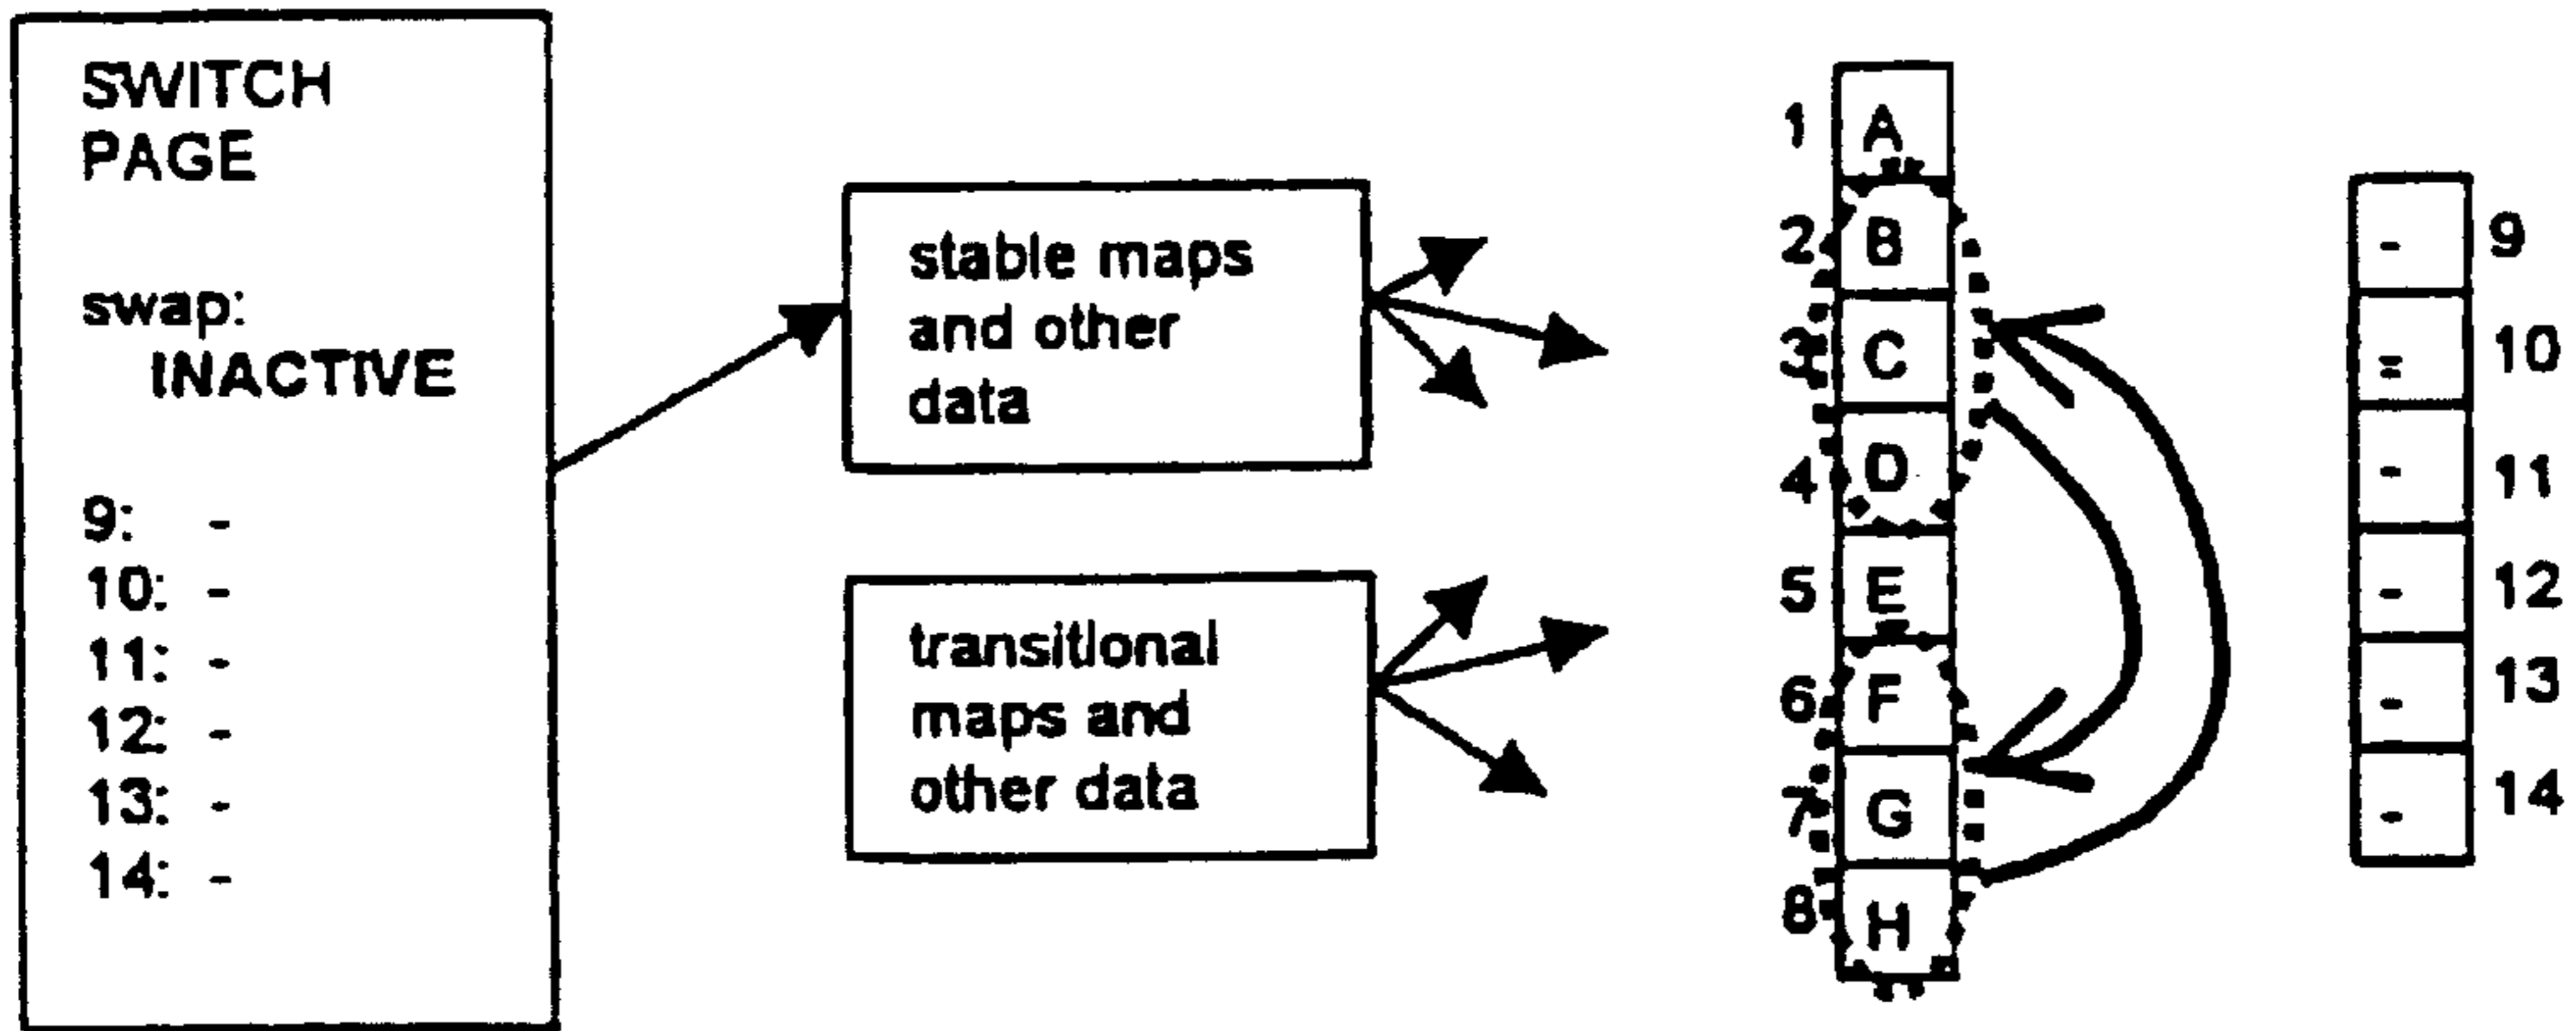 SWITCH
PAGE
swap:
INACTIVE
9: -
10: -
11: -
12: -
13: -
14: -
stable maps
and other
data
transitional
maps and
other data
1 A
2 B
3 C
4 D
5 E
6 F
7 G
8 H
- 9
- 10
- 11
- 12
- 13
- 14